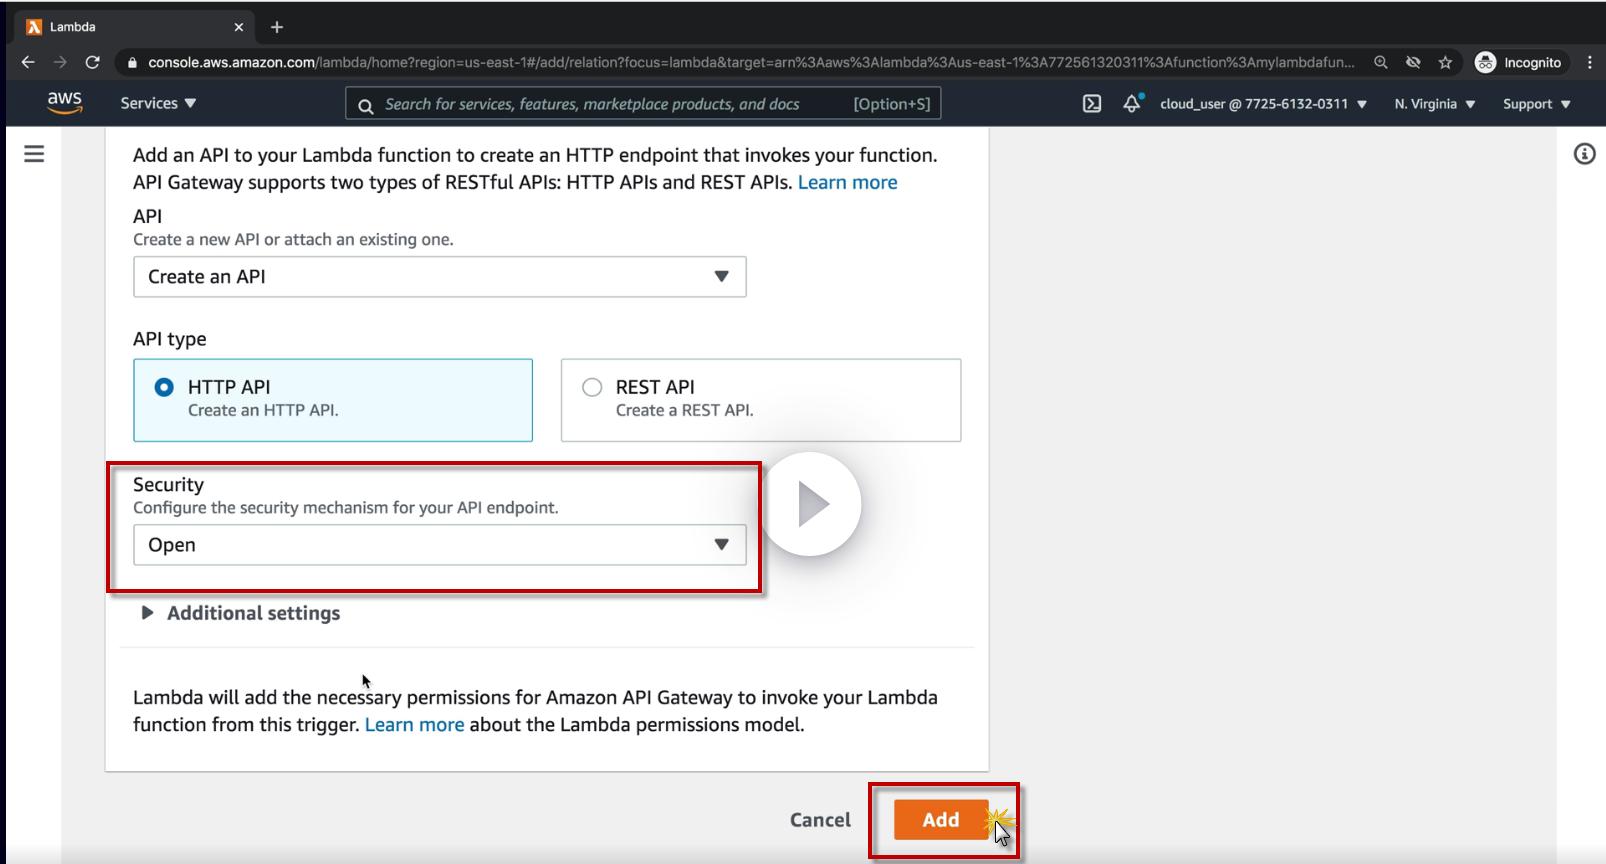 Lambda
console.aws.amazon.com/lambda/home?region=us-east-1#/add/relation?focus=lambda&target=arn%3Aaws%3Alambda%3Aus-east-1%3A772561320311%3Afunction%3Amylambdafun...
Incognito
aws
Services
Search for services, features, marketplace products, and docs
[Option+S]
cloud_user @ 7725-6132-0311
N. Virginia
Support
Add an API to your Lambda function to create an HTTP endpoint that invokes your function.
API Gateway supports two types of RESTful APIs: HTTP APIs and REST APIs. Learn more
API
Create a new API or attach an existing one.
Create an API
API type
HTTP API
Create an HTTP API.
REST API
Create a REST API.
Security
Configure the security mechanism for your API endpoint.
Open
Additional settings
Lambda will add the necessary permissions for Amazon API Gateway to invoke your Lambda
function from this trigger. Learn more about the Lambda permissions model.
Cancel
Add